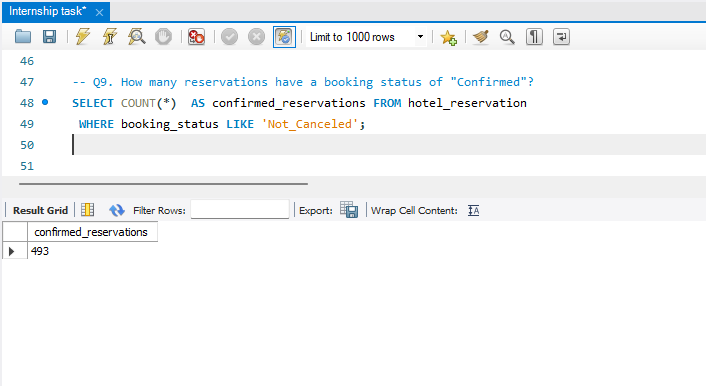 Internship task*
Limit to 1000 rows
46
47 -- Q9. How many reservations have a booking status of "Confirmed"?
48 SELECT COUNT(*)  AS confirmed_reservations FROM hotel_reservation
49 WHERE booking_status LIKE 'Not_Canceled';
50
51
Result Grid Filter Rows: Export: Wrap Cell Content: IA
confirmed_reservations
493